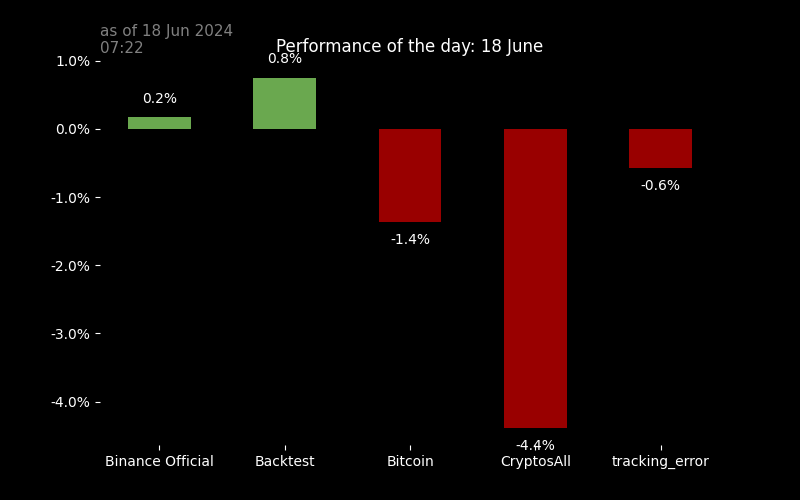 as of 18 Jun 2024
07:22
Performance of the day: 18 June
1.0%
0.0%
-1.0%
-2.0%
-3.0%
-4.0%
0.2%
0.8%
-1.4%
-4.4%
-0.6%
Binance Official
Backtest
Bitcoin
CryptosAll
tracking_error